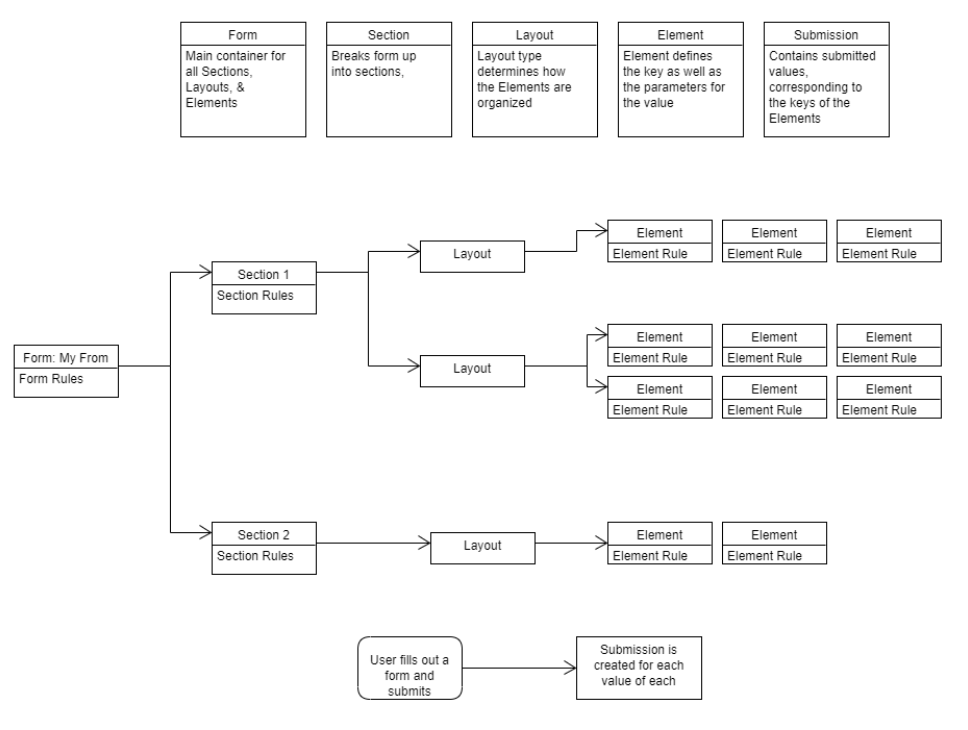 Form
Main container for
all Sections,
Layouts, &
Elements
Section
Breaks form up
into sections,
Layout
Layout type
determines how
the Elements are
organized
Element
Element defines
the key as well as
the parameters for
the value
Submission
Contains submitted
values,
corresponding to
the keys of the
Elements
Form: My From
Form Rules
Section 1
Section Rules
Layout
Element
Element Rule
Element
Element Rule
Element
Element Rule
Layout
Element
Element Rule
Element
Element Rule
Element
Element Rule
Element
Element Rule
Element
Element Rule
Element
Element Rule
Section 2
Section Rules
Layout
Element
Element Rule
Element
Element Rule
User fills out a
form and
submits
Submission is
created for each
value of each